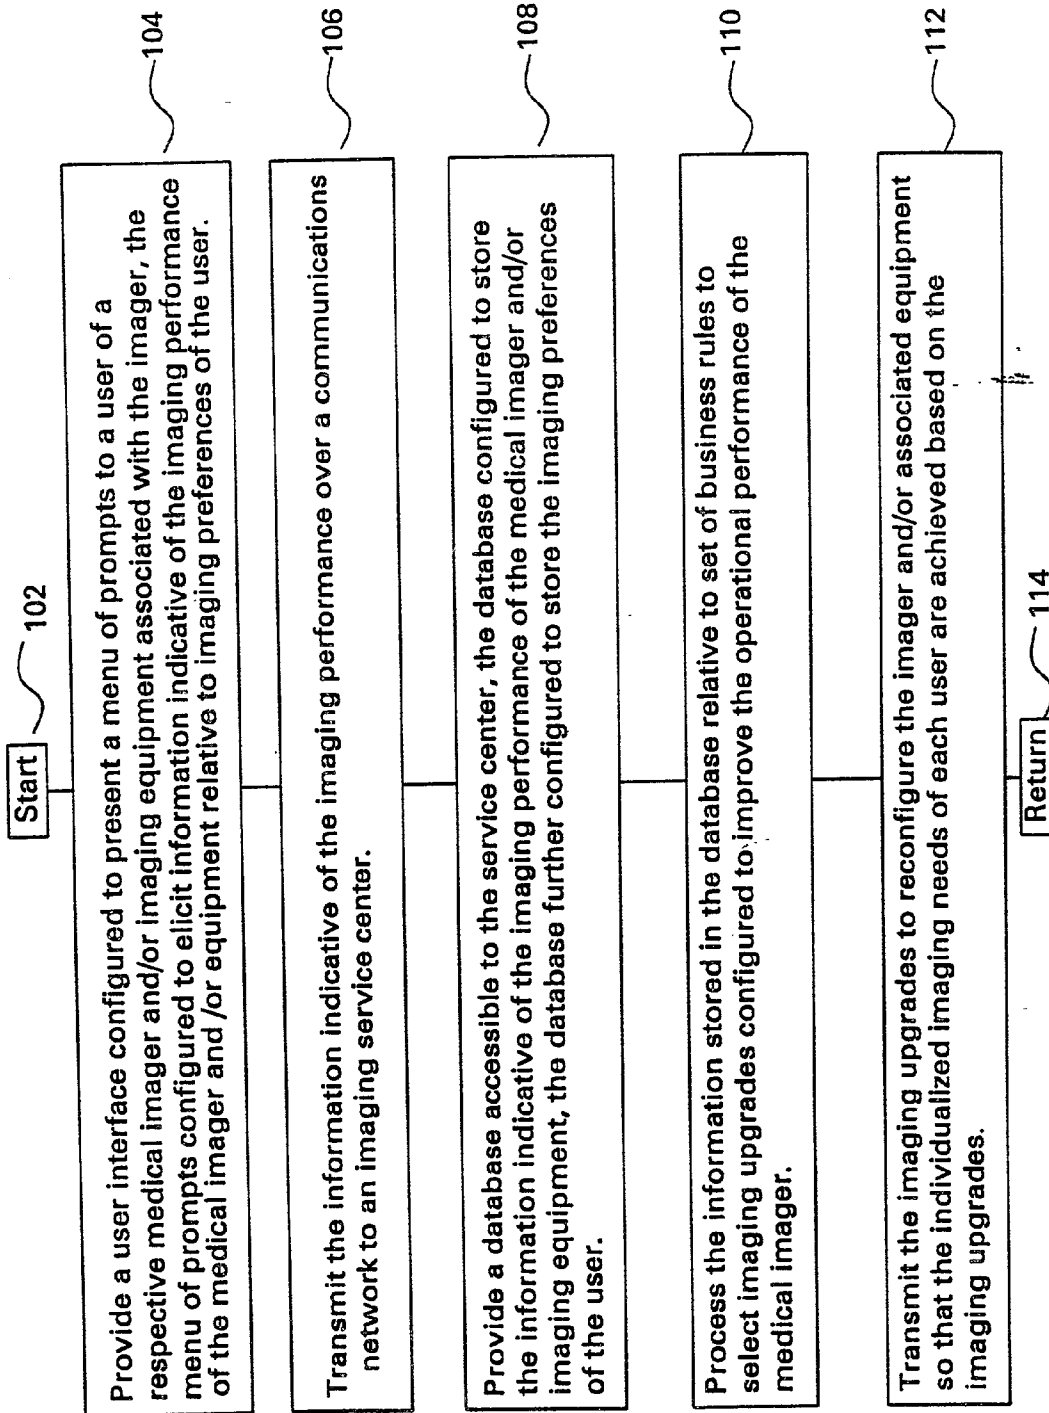 Start
102
Provide a user interface configured to present a menu of prompts to a user of a
respective medical imager and/or imaging equipment associated with the imager, the
menu of prompts configured to elicit information indicative of the imaging performance
of the medical imager and /or equipment relative to imaging preferences of the user.
104
Transmit the information indicative of the imaging performance over a communications
network to an imaging service center.
106
Provide a database accessible to the service center, the database configured to store
the information indicative of the imaging performance of the medical imager and/or
imaging equipment, the database further configured to store the imaging preferences
of the user.
108
Process the information stored in the database relative to set of business rules to
select imaging upgrades configured to improve the operational performance of the
medical imager.
110
Transmit the imaging upgrades to reconfigure the imager and/or associated equipment
so that the individualized imaging needs of each user are achieved based on the
imaging upgrades.
112
Return
114